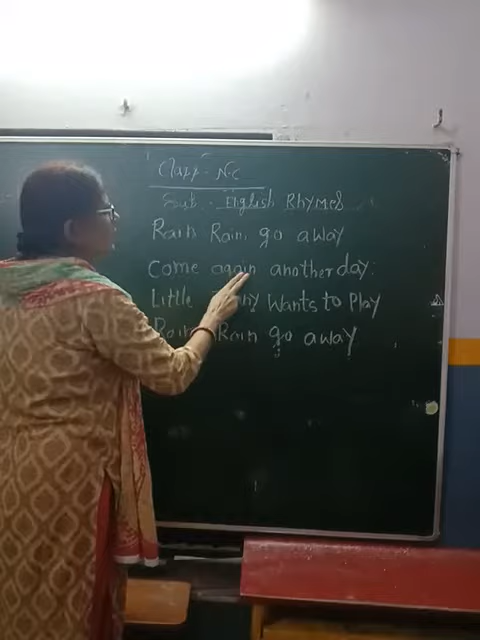 Class - NC
Sub - English Rhymes
Rain Rain go away
Come again another day.
Little wants to Play
Rain Rain go away